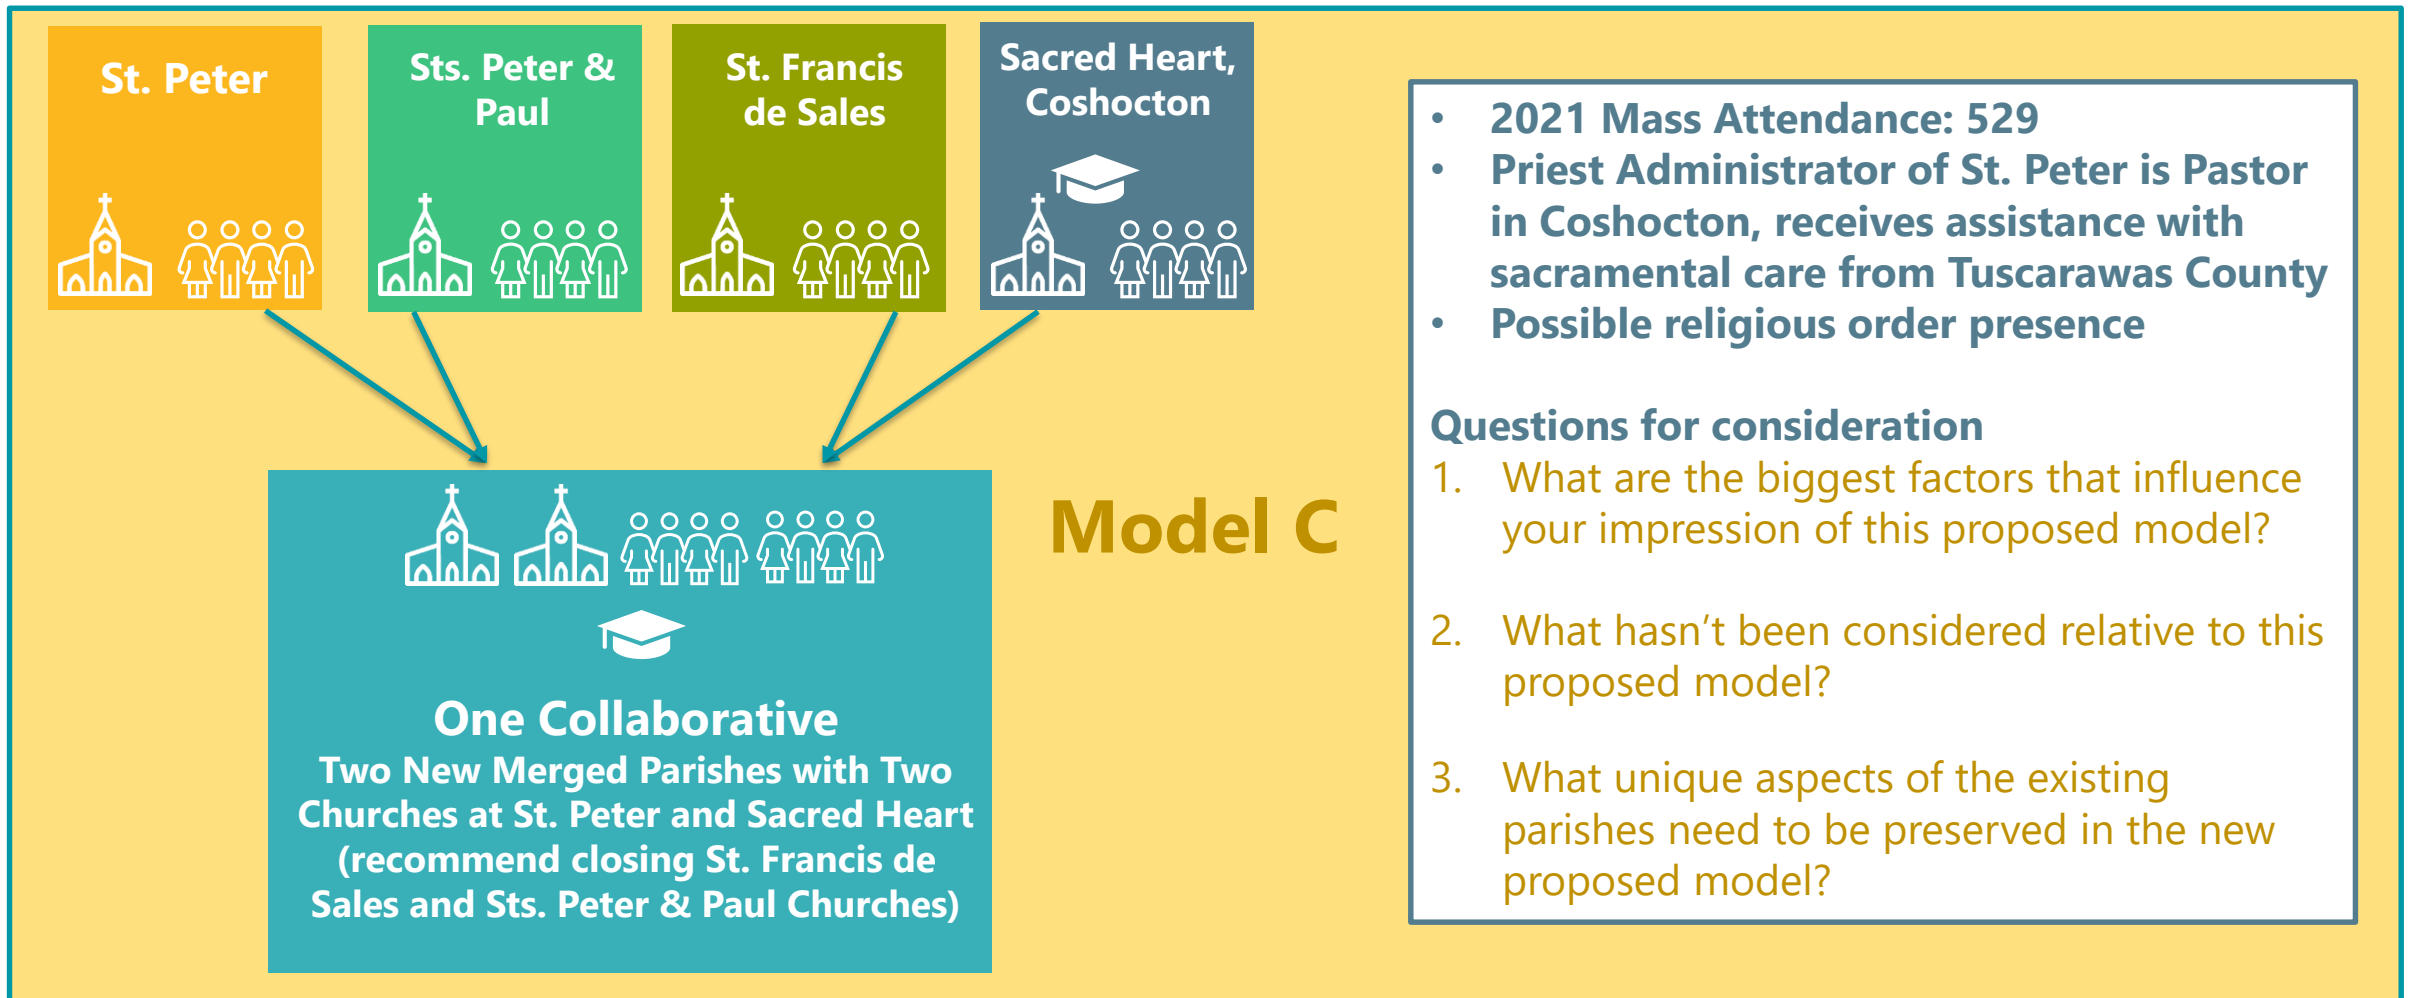 St. Peter
Sts. Peter &
Paul
St. Francis
de Sales
Sacred Heart,
Coshocton
One Collaborative
Two New Merged Parishes with Two
Churches at St. Peter and Sacred Heart
(recommend closing St. Francis de
Sales and Sts. Peter & Paul Churches)
Model C
• 2021 Mass Attendance: 529
• Priest Administrator of St. Peter is Pastor
in Coshocton, receives assistance with
sacramental care from Tuscarawas County
• Possible religious order presence
Questions for consideration
1. What are the biggest factors that influence
your impression of this proposed model?
2. What hasn’t been considered relative to this
proposed model?
3. What unique aspects of the existing
parishes need to be preserved in the new
proposed model?